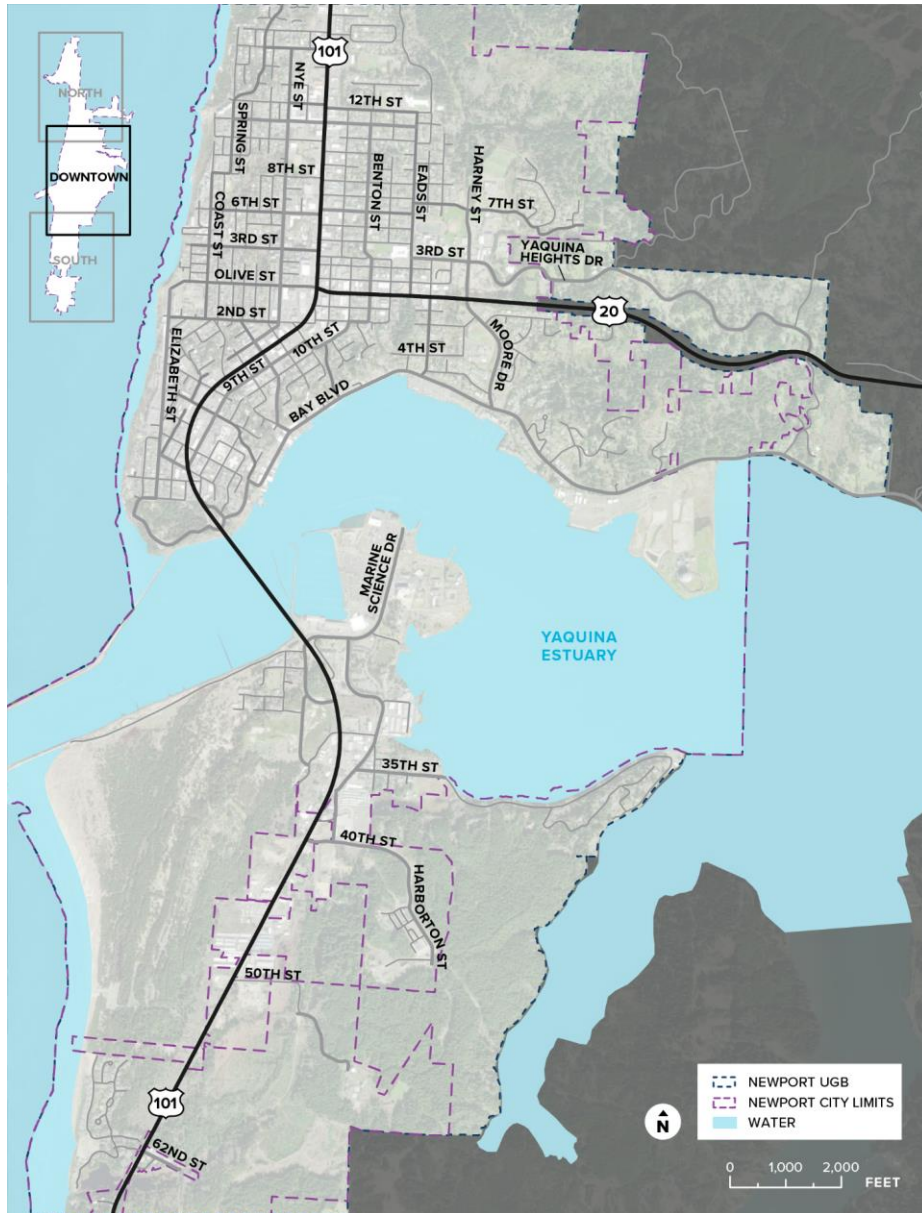 NORTH
DOWNTOWN
SOUTH
101
NYE ST
12TH ST
SPRING ST
8TH ST
BENTON ST
EADS ST
HARNEY ST
COAST ST
6TH ST
7TH ST
3RD ST
3RD ST
YAQUINA
HEIGHTS DR
OLIVE ST
20
2ND ST
ELIZABETH ST
9TH ST
10TH ST
4TH ST
MOORE DR
BAY BLVD
MARINE
SCIENCE DR
YAQUINA
ESTUARY
35TH ST
40TH ST
HARBORTON ST
50TH ST
101
62ND ST
N
NEWPORT UGB
NEWPORT CITY LIMITS
WATER
0 1,000 2,000
FEET